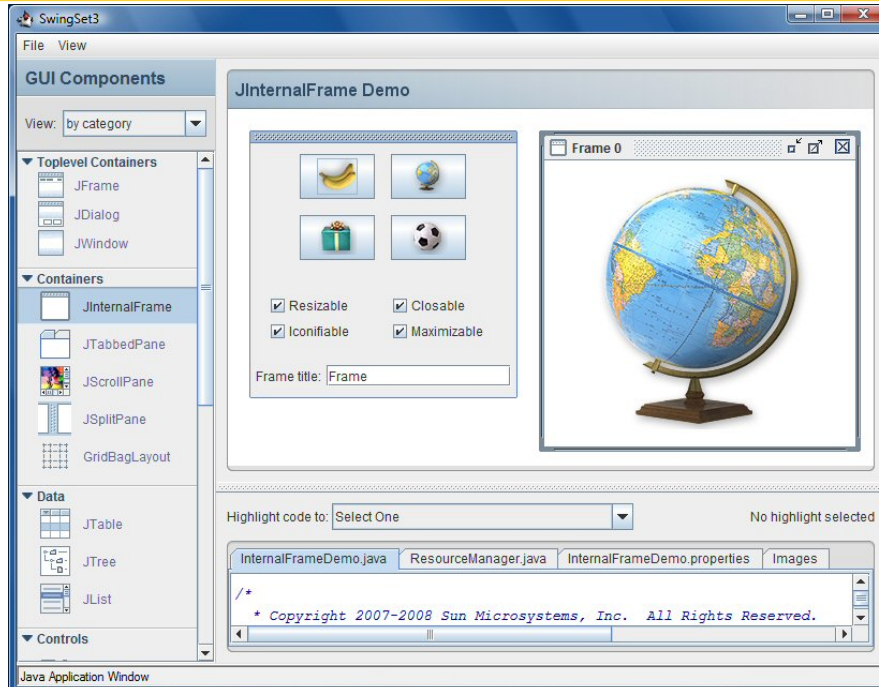 SwingSet3
File View
GUI Components
View: by category
Toplevel Containers
JFrame
JDialog
JWindow
Containers
JInternalFrame
JTabbedPane
JScrollPane
JSplitPane
GridBagLayout
Data
JTable
JTree
JList
Controls
JInternalFrame Demo
Resizable Closable
Iconifiable Maximizable
Frame title: Frame
Frame 0
Highlight code to: Select One No highlight selected
InternalFrameDemo.java ResourceManager.java InternalFrameDemo.properties Images
/*
* Copyright 2007-2008 Sun Microsystems, Inc. All Rights Reserved.
Java Application Window